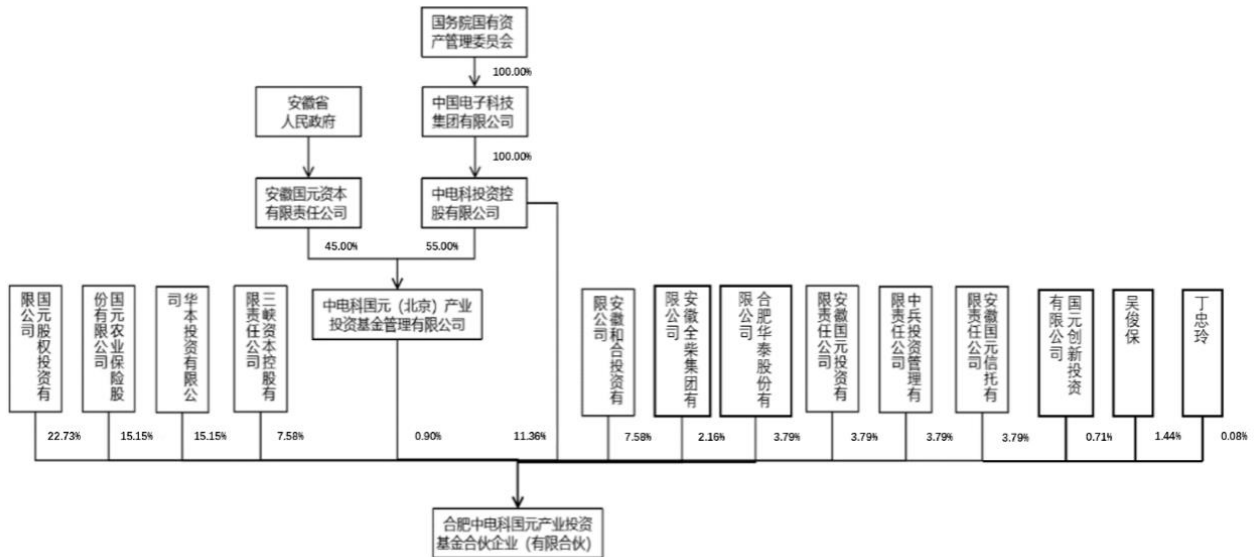 国务院国有资
产管理委员会
100.00%
安徽省
人民政府
中国电子科技
集团有限公司
100.00%
安徽国元资本
有限责任公司
中电科投资控
股有限公司
45.00%
55.00%
国元股权投资有
限公司
国元农业保险股
份有限公司
华本投资有限公
司
三峡资本控股有
限责任公司
中电科国元（北京）产业
投资基金管理有限公司
安徽和合投资有
限公司
安徽全柴集团有
限公司
合肥华泰股份有
限公司
安徽国元投资有
限责任公司
中兵投资管理有
限责任公司
安徽国元信托有
限责任公司
国元创新投资
有限公司
吴俊保
丁忠玲
22.73%
15.15%
15.15%
7.58%
0.90%
11.36%
7.58%
2.16%
3.79%
3.79%
3.79%
3.79%
0.71%
1.44%
0.08%
合肥中电科国元产业投资
基金合伙企业（有限合伙）